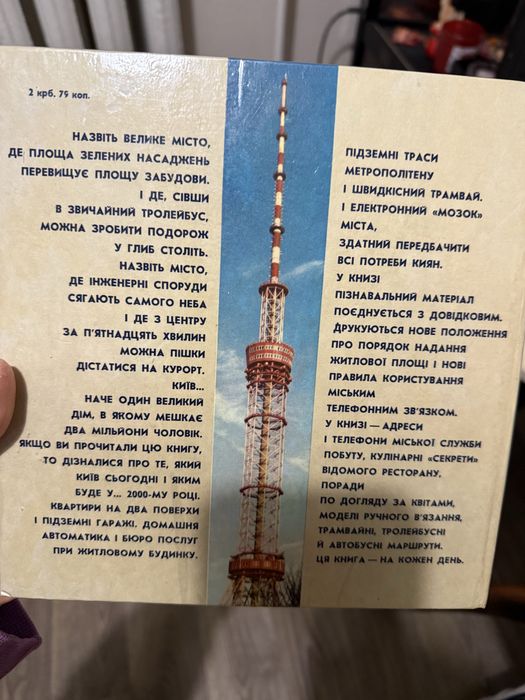 2 крб. 79 коп.
НАЗВІТЬ ВЕЛИКЕ МІСТО,
ДЕ ПЛОЩА ЗЕЛЕНИХ НАСАДЖЕНЬ
ПЕРЕВИЩУЄ ПЛОЩУ ЗАБУДОВИ.
І ДЕ, СІВШИ
В ЗВИЧАЙНИЙ ТРОЛЕЙБУС,
МОЖНА ЗРОБИТИ ПОДОРОЖ
У ГЛИБ СТОЛІТЬ.
НАЗВІТЬ МІСТО,
ДЕ ІНЖЕНЕРНІ СПОРУДИ
СЯГАЮТЬ САМОГО НЕБА
І ДЕ З ЦЕНТРУ
ЗА П'ЯТНАДЦЯТЬ ХВИЛИН
МОЖНА ПІШКИ
ДІСТАТИСЯ НА КУРОРТ.
КИЇВ...
НАЧЕ ОДИН ВЕЛИКИЙ
ДІМ, В ЯКОМУ МЕШКАЄ
ДВА МІЛЬЙОНИ ЧОЛОВІК.
ЯКЩО ВИ ПРОЧИТАЛИ ЦЮ КНИГУ,
ТО ДІЗНАЛИСЯ ПРО ТЕ, ЯКИЙ
КИЇВ СЬОГОДНІ І ЯКИМ
БУДЕ У... 2000-МУ РОЦІ.
КВАРТИРИ НА ДВА ПОВЕРХИ
І ПІДЗЕМНІ ГАРАЖІ. ДОМАШНЯ
АВТОМАТИКА І БЮРО ПОСЛУГ
ПРИ ЖИТЛОВОМУ БУДИНКУ.
ПІДЗЕМНІ ТРАСИ
МЕТРОПОЛІТЕНУ
І ШВИДКІСНИЙ ТРАМВАЙ.
І ЕЛЕКТРОННИЙ «МОЗОК»
МІСТА,
ЗДАТНИЙ ПЕРЕДБАЧИТИ
ВСІ ПОТРЕБИ КИЯН.
У КНИЗІ
ПІЗНАВАЛЬНИЙ МАТЕРІАЛ
ПОЄДНУЄТЬСЯ З ДОВІДКОВИМ.
ДРУКУЮТЬСЯ НОВЕ ПОЛОЖЕННЯ
ПРО ПОРЯДОК НАДАННЯ
ЖИТЛОВОЇ ПЛОЩІ І НОВІ
ПРАВИЛА КОРИСТУВАННЯ
МІСЬКИМ
ТЕЛЕФОННИМ ЗВ'ЯЗКОМ.
У КНИЗІ — АДРЕСИ
І ТЕЛЕФОНИ МІСЬКОЇ СЛУЖБИ
ПОБУТУ, КУЛІНАРНІ «СЕКРЕТИ»
ВІДОМОГО РЕСТОРАНУ,
ПОРАДИ
ПО ДОГЛЯДУ ЗА КВІТАМИ,
МОДЕЛІ РУЧНОГО В'ЯЗАННЯ,
ТРАМВАЙНІ, ТРОЛЕЙБУСНІ
Й АВТОБУСНІ МАРШРУТИ.
ЦЯ КНИГА — НА КОЖЕН ДЕНЬ.